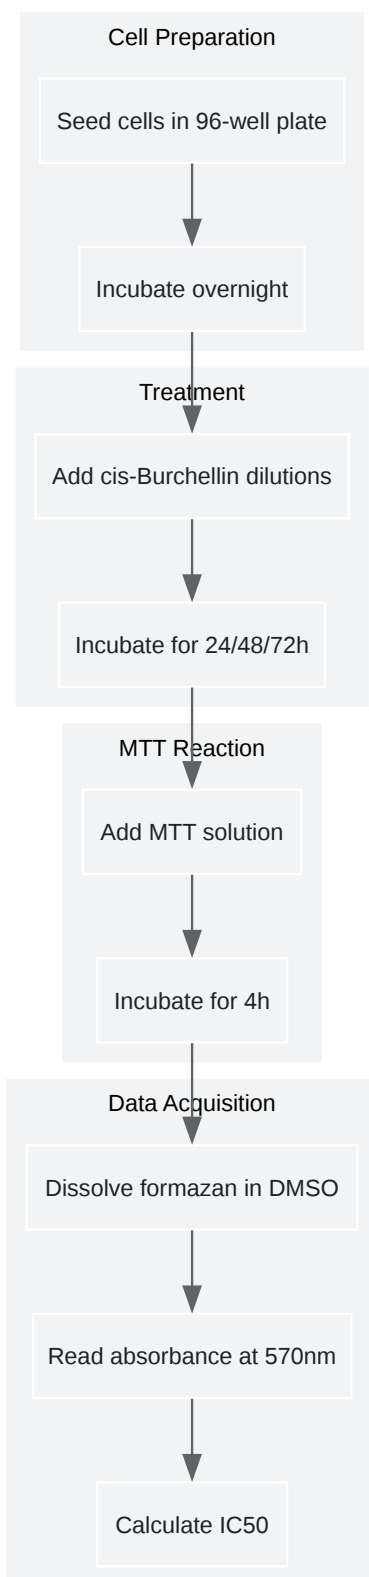 Cell Preparation
Seed cells in 96-well plate
Incubate overnight
Treatment
Add cis-Burchellin dilutions
Incubate for 24/48/72h
MTT Reaction
Add MTT solution
Incubate for 4h
Data Acquisition
Dissolve formazan in DMSO
Read absorbance at 570nm
Calculate IC50